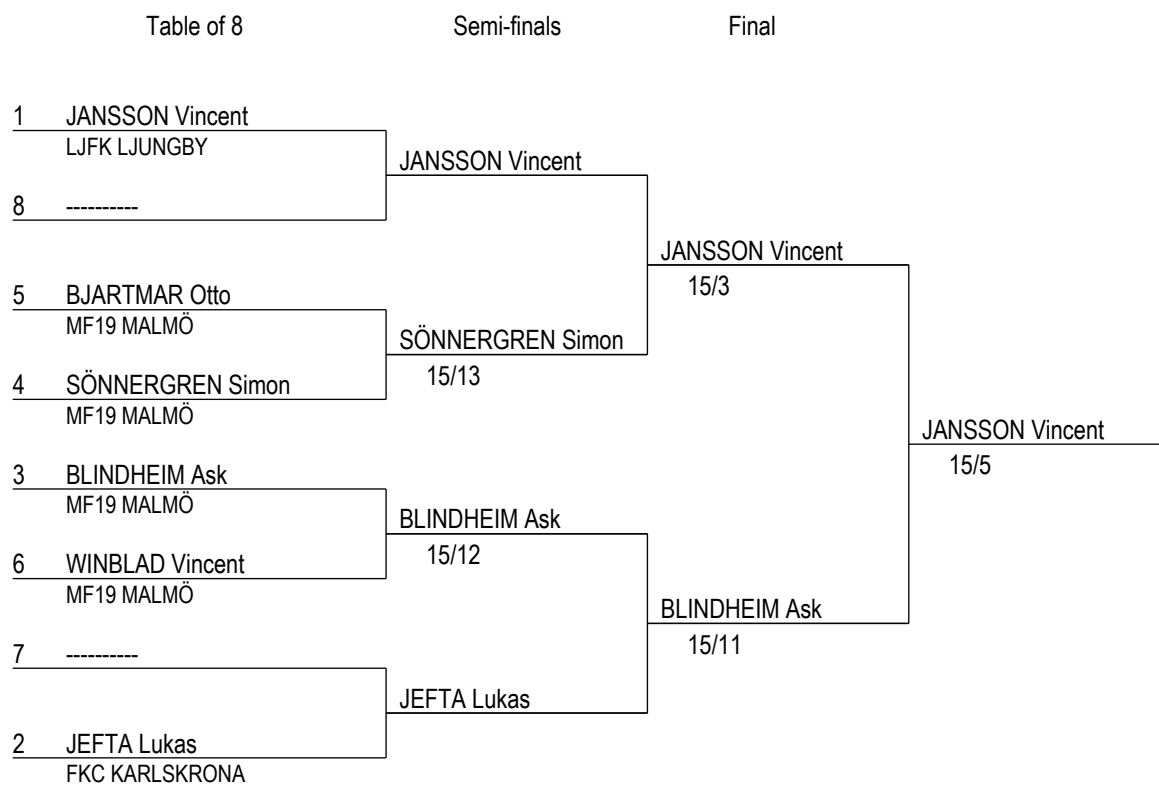 Table of 8 Semi-finals Final
1 JANSSON Vincent
LJFK LJUNGBY
JANSSON Vincent
8 ----------
JANSSON Vincent
15/3
5 BJARTMAR Otto
MF19 MALMÖ
SÖNNERGREN Simon
15/13
4 SÖNNERGREN Simon
MF19 MALMÖ
JANSSON Vincent
15/5
3 BLINDHEIM Ask
MF19 MALMÖ
BLINDHEIM Ask
15/12
6 WINBLAD Vincent
MF19 MALMÖ
BLINDHEIM Ask
15/11
7 ----------
JEFTA Lukas
2 JEFTA Lukas
FKC KARLSKRONA